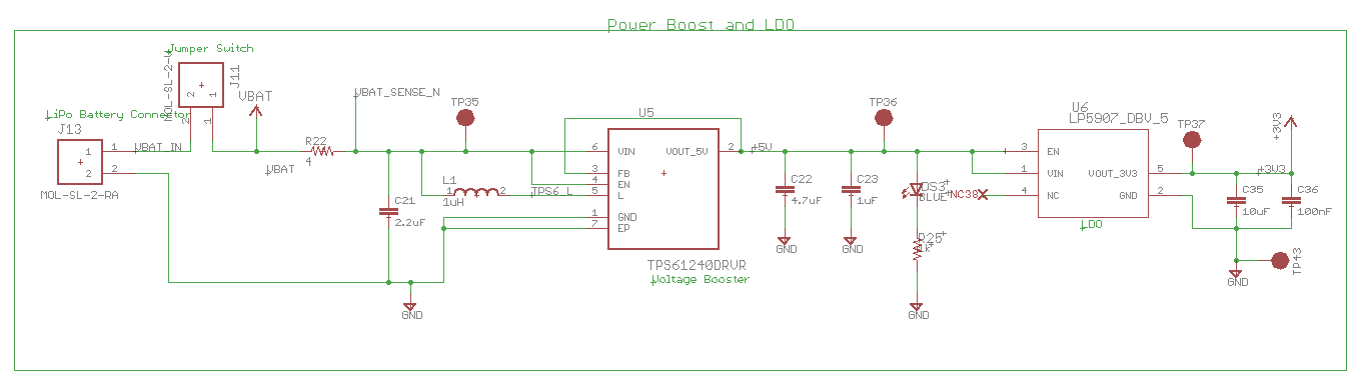 Power Boost and LDO
Jumper Switch
MOL-SL-2-
J11
2
1
2
1
VBAT
LiPo Battery Connector
J13
1
2
1
2
VBAT_IN
MOL-SL-2-RA
VBAT
R22
4
VBAT_SENSE_N
TP35
C21
2.2uF
L1
1uH
1
2
TPS6_L
GND
U5
6
VIN
3
FB
4
EN
5
L
1
GND
7
EP
VOUT_5V
2
TPS61240DRVR
Voltage Booster
+5V
C22
4.7uF
GND
C23
1uF
GND
TP36
DS3
BLUE
R25
1k
GND
NC38
U6
LP5907_DBV_5
3
EN
1
VIN
4
NC
VOUT_3V3
5
GND
2
LDO
TP37
+3V3
+3V3
C35
10uF
C36
100nF
TP43
GND